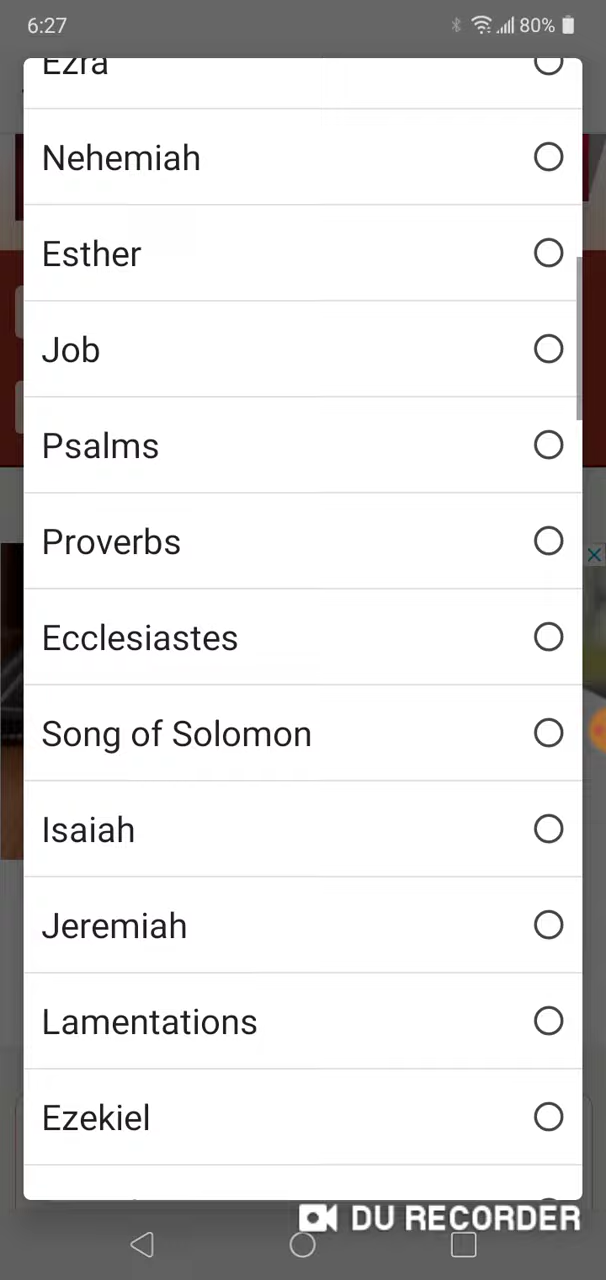 6:27
80%
Ezra
Nehemiah
Esther
Job
Psalms
Proverbs
Ecclesiastes
Song of Solomon
Isaiah
Jeremiah
Lamentations
Ezekiel
DU RECORDER